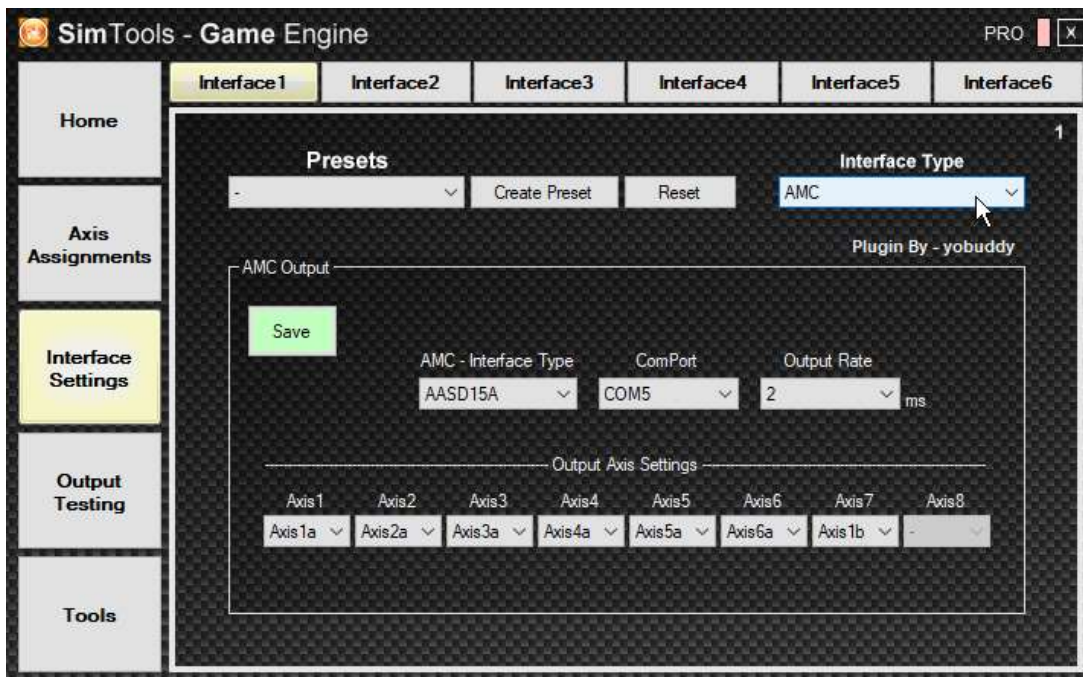 SimTools - Game Engine
PRO
X
Interface1 Interface2 Interface3 Interface4 Interface5 Interface6
Home
Axis
Assignments
Interface
Settings
Output
Testing
Tools
1
Presets
Interface Type
-
Create Preset
Reset
AMC
Plugin By - yobuddy
AMC Output
Save
AMC - Interface Type ComPort Output Rate
AASD15A COM5 2 ms
Output Axis Settings
Axis1 Axis2 Axis3 Axis4 Axis5 Axis6 Axis7 Axis8
Axis1a Axis2a Axis3a Axis4a Axis5a Axis6a Axis1b -